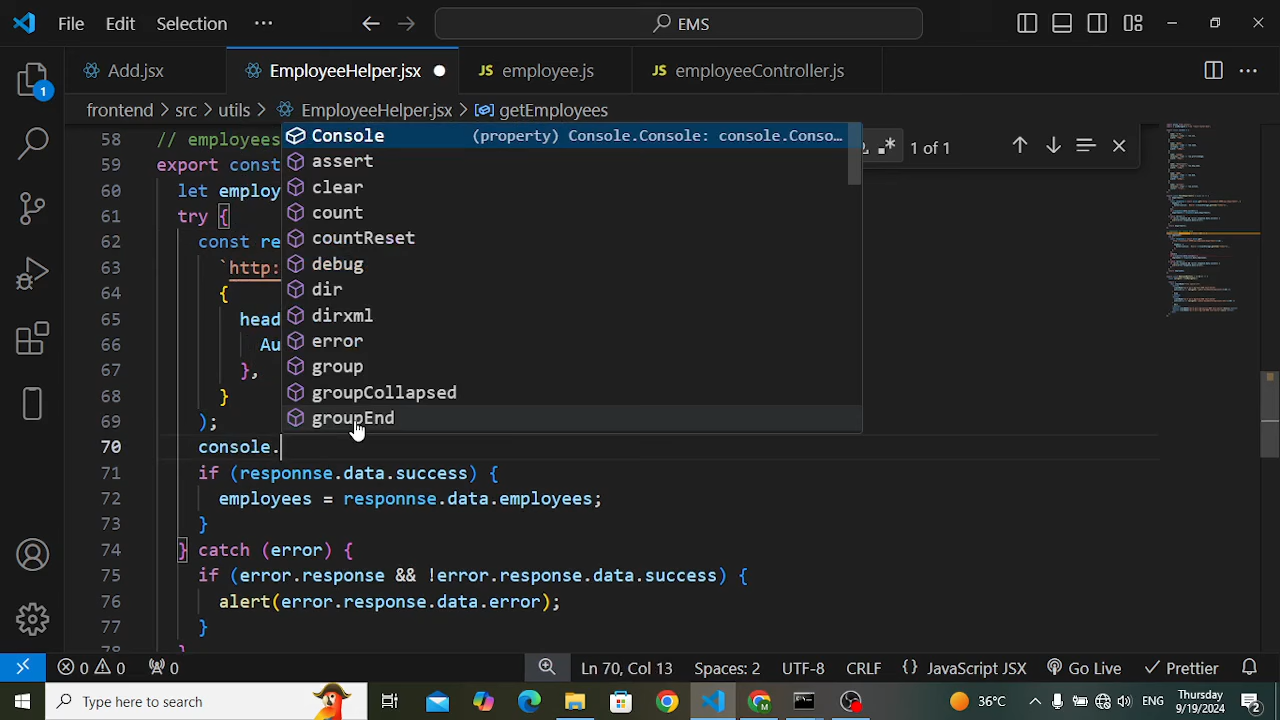 File Edit Selection ··· EMS
1
Add.jsx EmployeeHelper.jsx employee.js employeeController.js
frontend > src > utils > EmployeeHelper.jsx > getEmployees
58 // employees
59 export const
60 let employ
61 try {
62 const re
63 `http:
64 {
65 head
66 Au
67 },
68 }
69 );
70 console.
71 if (responnse.data.success) {
72 employees = responnse.data.employees;
73 }
74 } catch (error) {
75 if (error.response && !error.response.data.success) {
76 alert(error.response.data.error);
77 }
78 }
Console (property) Console.Console: console.Conso…
assert
clear
count
countReset
debug
dir
dirxml
error
group
groupCollapsed
groupEnd
1 of 1
0 0 0 Ln 70, Col 13 Spaces: 2 UTF-8 CRLF {} JavaScript JSX Go Live Prettier
Type here to search 36°C ENG Thursday 9/19/2024 2